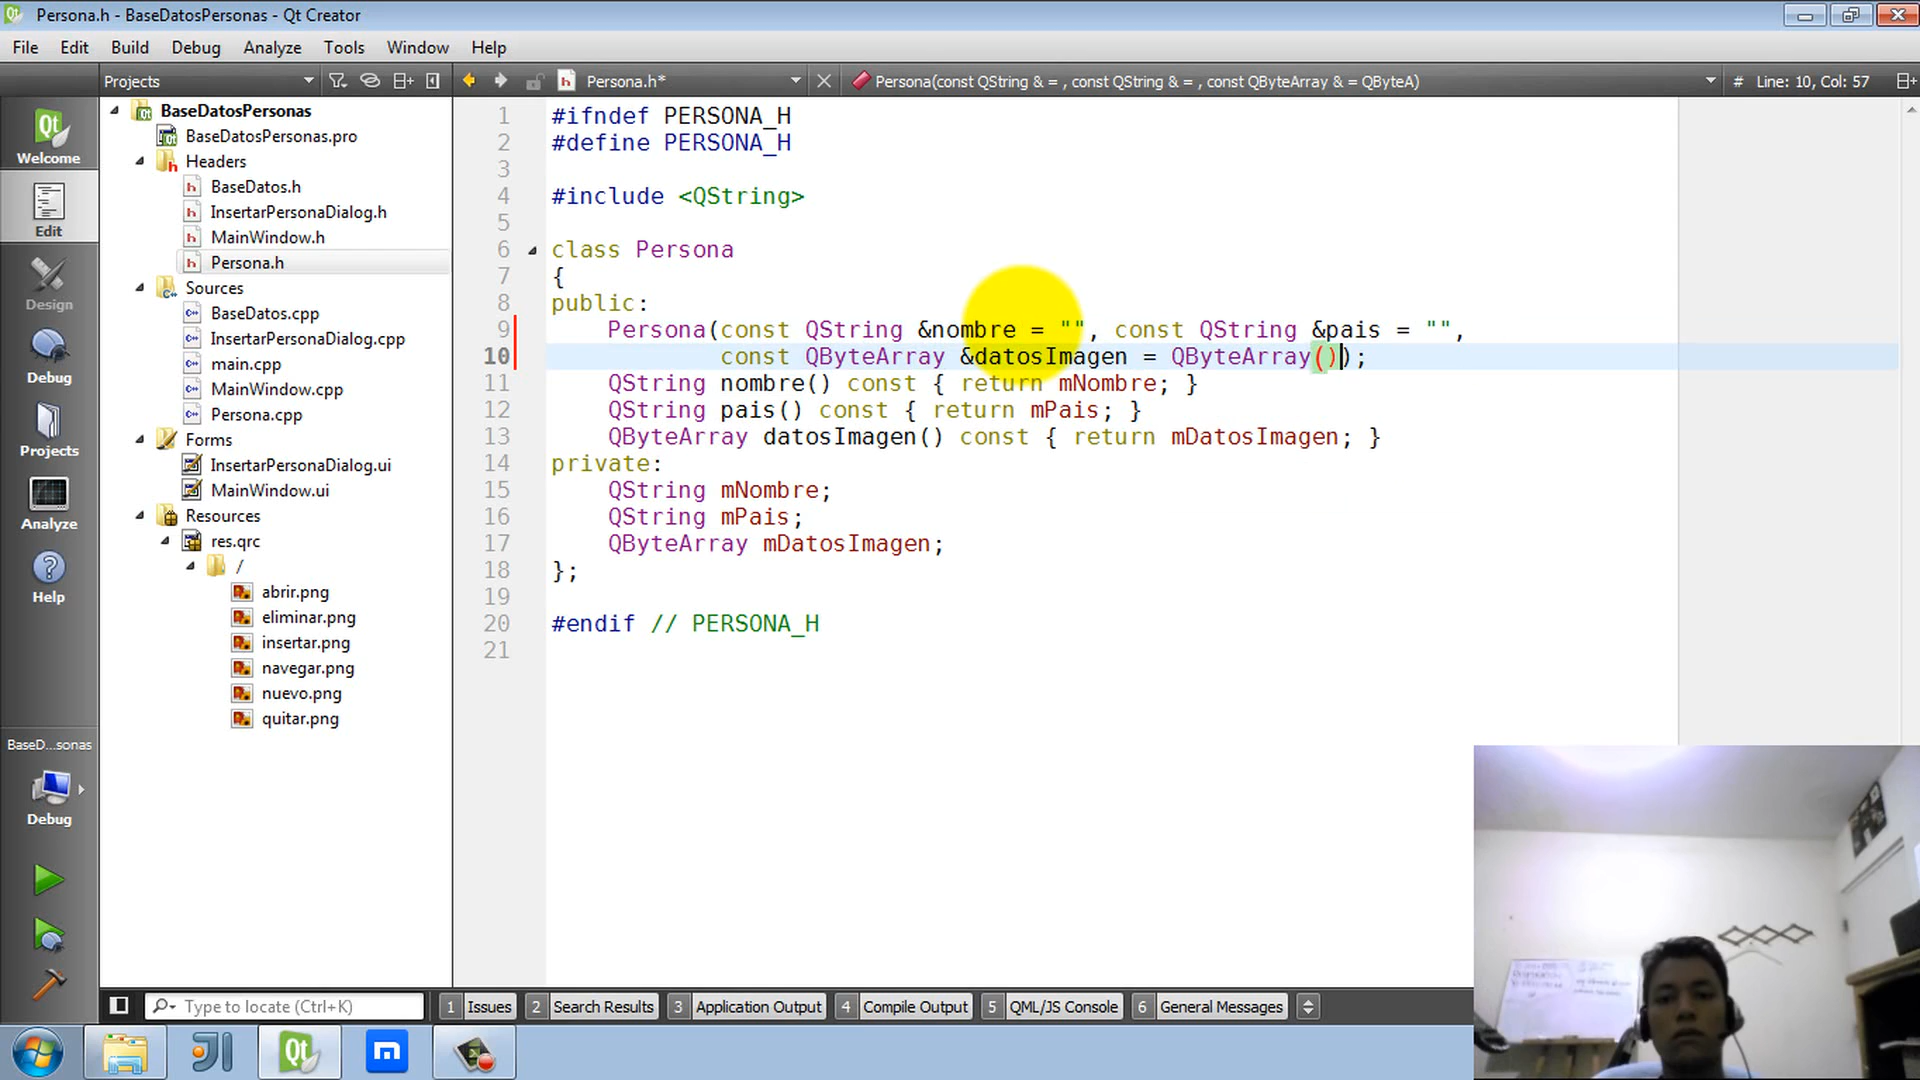 Persona.h - BaseDatosPersonas - Qt Creator
File Edit Build Debug Analyze Tools Window Help
Projects Persona.h* Persona(const QString & = , const QString & = , const QByteArray & = QByteA) # Line: 10, Col: 57
Welcome
Edit
Design
Debug
Projects
Analyze
Help
BaseD...sonas
Debug
BaseDatosPersonas
BaseDatosPersonas.pro
Headers
BaseDatos.h
InsertarPersonaDialog.h
MainWindow.h
Persona.h
Sources
BaseDatos.cpp
InsertarPersonaDialog.cpp
main.cpp
MainWindow.cpp
Persona.cpp
Forms
InsertarPersonaDialog.ui
MainWindow.ui
Resources
res.qrc
/
abrir.png
eliminar.png
insertar.png
navegar.png
nuevo.png
quitar.png
1 #ifndef PERSONA_H
2 #define PERSONA_H
3
4 #include <QString>
5
6 class Persona
7 {
8 public:
9 Persona(const QString &nombre = "", const QString &pais = "",
10 const QByteArray &datosImagen = QByteArray());
11 QString nombre() const { return mNombre; }
12 QString pais() const { return mPais; }
13 QByteArray datosImagen() const { return mDatosImagen; }
14 private:
15 QString mNombre;
16 QString mPais;
17 QByteArray mDatosImagen;
18 };
19
20 #endif // PERSONA_H
21
Type to locate (Ctrl+K) 1 Issues 2 Search Results 3 Application Output 4 Compile Output 5 QML/JS Console 6 General Messages